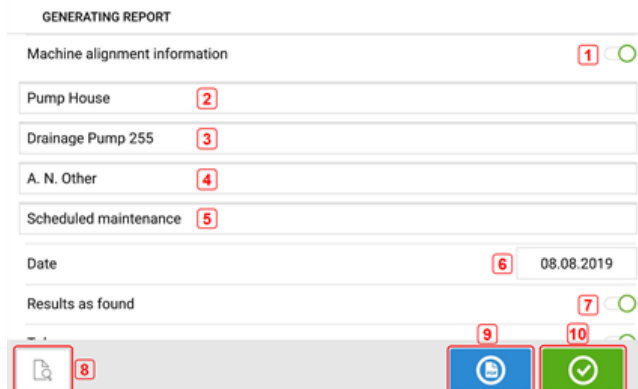 GENERATING REPORT
Machine alignment information 1
Pump House 2
Drainage Pump 255 3
A. N. Other 4
Scheduled maintenance 5
Date 6 08.08.2019
Results as found 7
9 10
8